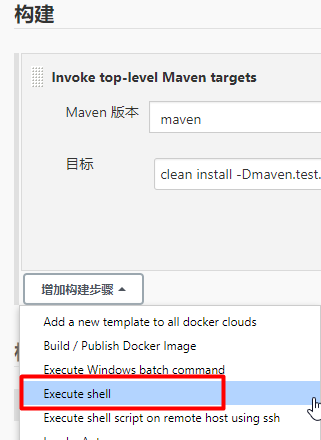 构建
Invoke top-level Maven targets
Maven 版本
maven
目标
clean install -Dmaven.test.
增加构建步骤
Add a new template to all docker clouds
Build / Publish Docker Image
Execute Windows batch command
Execute shell
Execute shell script on remote host using ssh